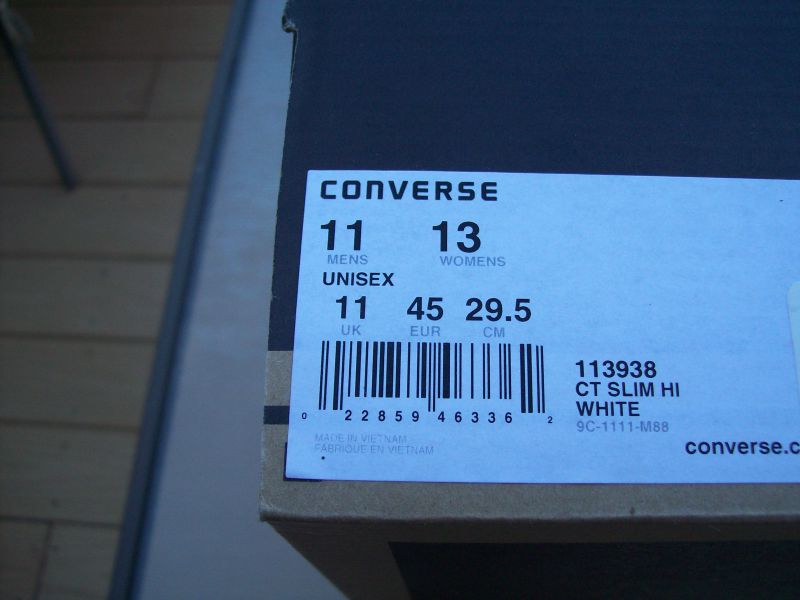 CONVERSE
11 13
MENS WOMENS
UNISEX
11 45 29.5
UK EUR CM
0 22859 46336 2
113938
CT SLIM HI
WHITE
9C-1111-M88
MADE IN VIETNAM
FABRIQUE EN VIETNAM
converse.c